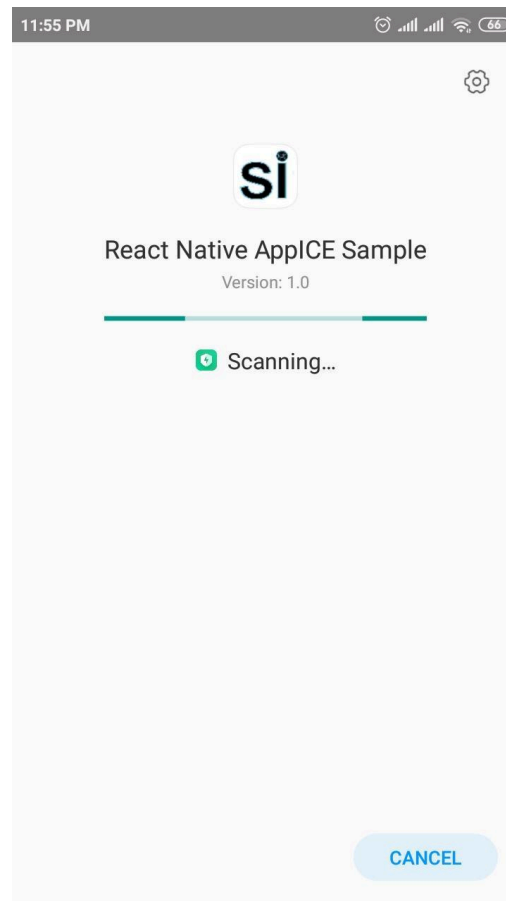 11:55 PM
66
si
React Native AppICE Sample
Version: 1.0
Scanning...
CANCEL